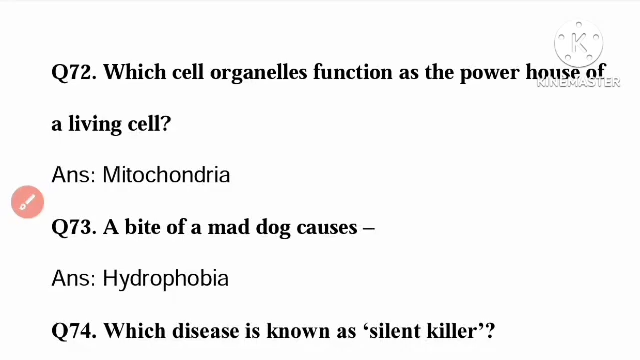 Q72. Which cell organelles function as the power house of
KINEMASTER
a living cell?
Ans: Mitochondria
Q73. A bite of a mad dog causes –
Ans: Hydrophobia
Q74. Which disease is known as ‘silent killer’?